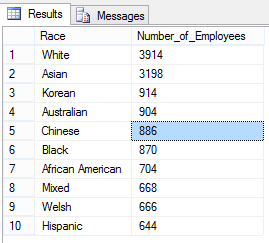 Results Messages
Race Number_of_Employees
1 White 3914
2 Asian 3198
3 Korean 914
4 Australian 904
5 Chinese 886
6 Black 870
7 African American 704
8 Mixed 668
9 Welsh 666
10 Hispanic 644